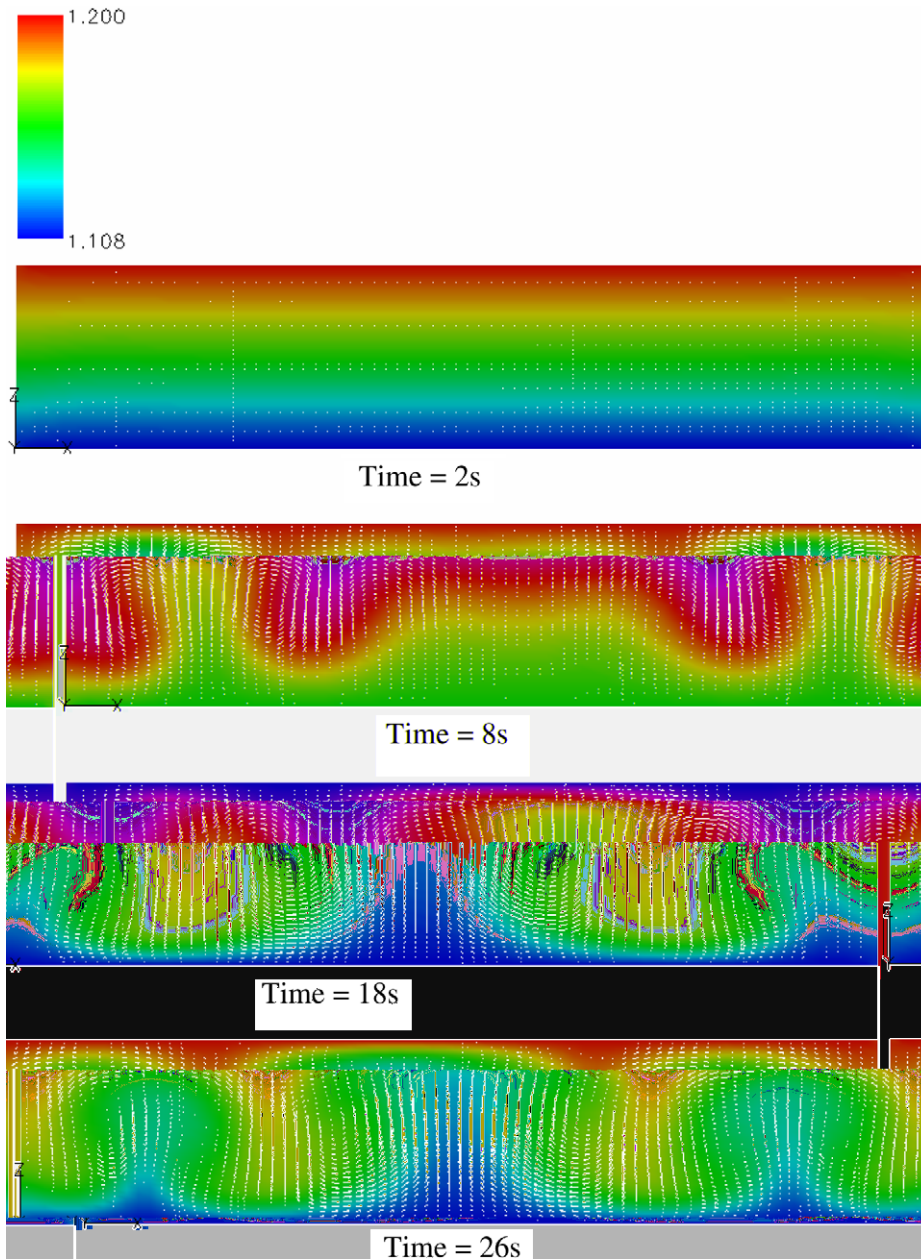 1.200
1.108
Z
Y X
Time = 2s
Z
Y X
Time = 8s
Time = 18s
Z
Y X
Time = 26s